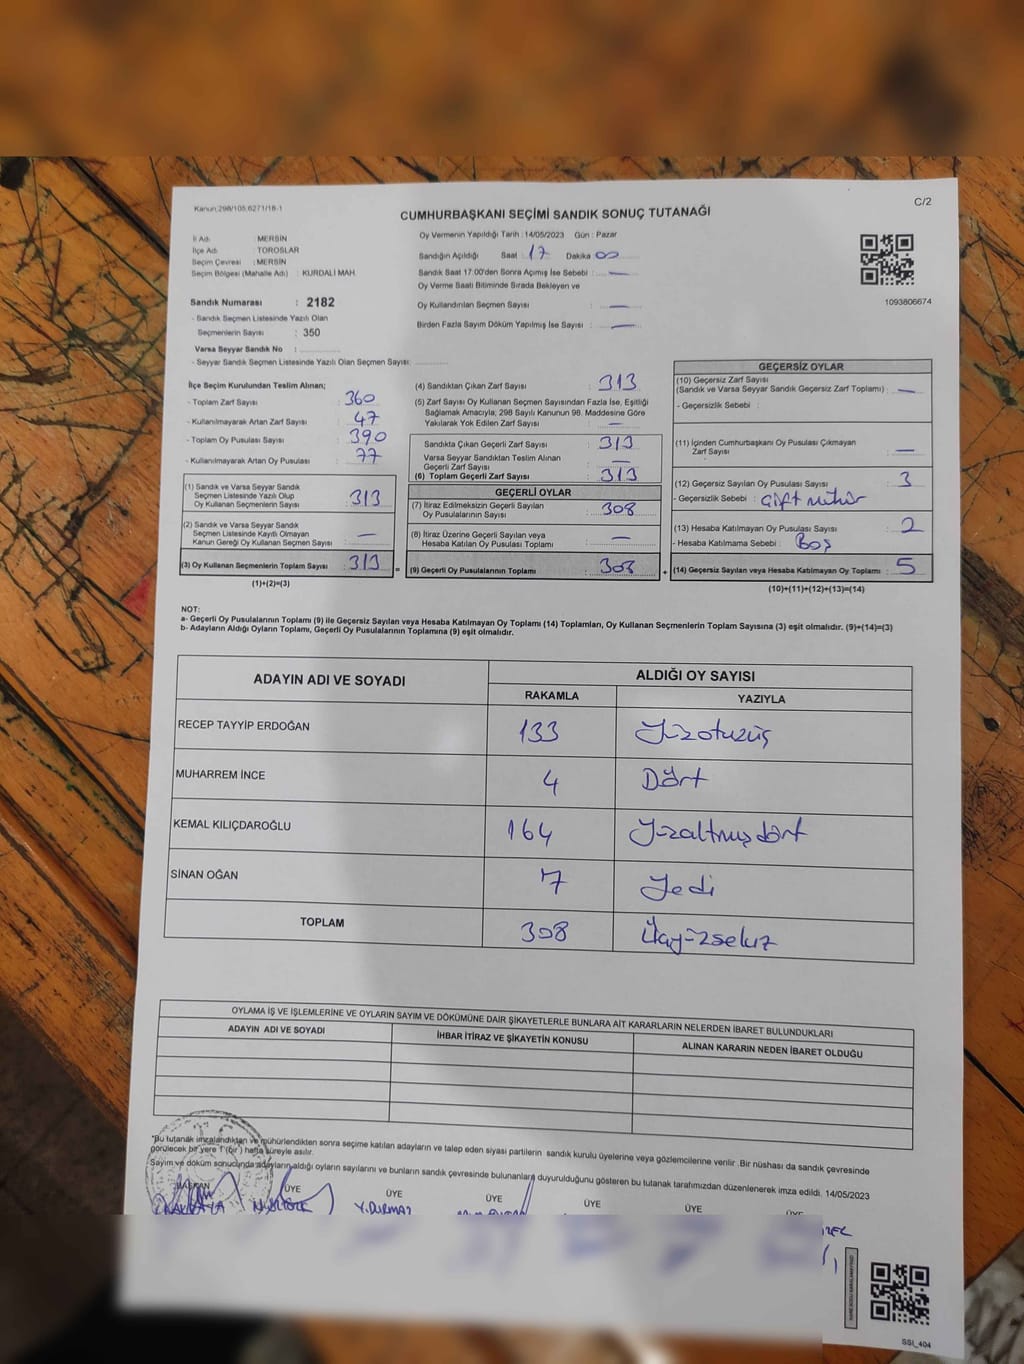 Kanun:298/105;6271/18-1
C/2
CUMHURBAŞKANI SEÇİMİ SANDIK SONUÇ TUTANAĞI
İl Adı : MERSİN
İlçe Adı : TOROSLAR
Seçim Çevresi : MERSİN
Seçim Bölgesi (Mahalle Adı) : KURDALİ MAH.
Sandık Numarası : 2182
- Sandık Seçmen Listesinde Yazılı Olan
Seçmenlerin Sayısı : 350
Varsa Seyyar Sandık No :
- Seyyar Sandık Seçmen Listesinde Yazılı Olan Seçmen Sayısı:
Oy Vermenin Yapıldığı Tarih : 14/05/2023 Gün : Pazar
Sandığın Açıldığı Saat : 17 Dakika 00
Sandık Saat 17:00'den Sonra Açımış İse Sebebi : —
Oy Verme Saati Bitiminde Sırada Bekleyen ve
Oy Kullandırılan Seçmen Sayısı : —
Birden Fazla Sayım Döküm Yapılmış İse Sayısı : —
1093806674
İlçe Seçim Kurulundan Teslim Alınan;
- Toplam Zarf Sayısı : 360
- Kullanılmayarak Artan Zarf Sayısı : 47
- Toplam Oy Pusulası Sayısı : 390
- Kullanılmayarak Artan Oy Pusulası : 77
(1) Sandık ve Varsa Seyyar Sandık
Seçmen Listesinde Yazılı Olup
Oy Kullanan Seçmenlerin Sayısı : 313
(2) Sandık ve Varsa Seyyar Sandık
Seçmen Listesinde Kayıtlı Olmayan
Kanun Gereği Oy Kullanan Seçmen Sayısı : —
(3) Oy Kullanan Seçmenlerin Toplam Sayısı : 313
(1)+(2)=(3)
(4) Sandıktan Çıkan Zarf Sayısı : 313
(5) Zarf Sayısı Oy Kullanan Seçmen Sayısından Fazla İse, Eşitliği
Sağlamak Amacıyla; 298 Sayılı Kanunun 98. Maddesine Göre
Yakılarak Yok Edilen Zarf Sayısı : —
Sandıkta Çıkan Geçerli Zarf Sayısı : 313
Varsa Seyyar Sandıktan Teslim Alınan
Geçerli Zarf Sayısı : —
(6) Toplam Geçerli Zarf Sayısı : 313
GEÇERLİ OYLAR
(7) İtiraz Edilmeksizin Geçerli Sayılan
Oy Pusulalarının Sayısı : 308
(8) İtiraz Üzerine Geçerli Sayılan veya
Hesaba Katılan Oy Pusulası Toplamı : —
= (9) Geçerli Oy Pusulalarının Toplamı : 308
GEÇERSİZ OYLAR
(10) Geçersiz Zarf Sayısı
(Sandık ve Varsa Seyyar Sandık Geçersiz Zarf Toplamı) : —
- Geçersizlik Sebebi :
(11) İçinden Cumhurbaşkanı Oy Pusulası Çıkmayan
Zarf Sayısı : —
(12) Geçersiz Sayılan Oy Pusulası Sayısı : 3
- Geçersizlik Sebebi : Çift mühür
(13) Hesaba Katılmayan Oy Pusulası Sayısı : 2
- Hesaba Katılmama Sebebi : Boş
+ (14) Geçersiz Sayılan veya Hesaba Katılmayan Oy Toplamı : 5
(10)+(11)+(12)+(13)=(14)
NOT:
a- Geçerli Oy Pusulalarının Toplamı (9) ile Geçersiz Sayılan veya Hesaba Katılmayan Oy Toplamı (14) Toplamları, Oy Kullanan Seçmenlerin Toplam Sayısına (3) eşit olmalıdır. (9)+(14)=(3)
b- Adayların Aldığı Oyların Toplamı, Geçerli Oy Pusulalarının Toplamına (9) eşit olmalıdır.
ADAYIN ADI VE SOYADI ALDIĞI OY SAYISI
RAKAMLA YAZIYLA
RECEP TAYYİP ERDOĞAN 133 Yüzotuzüç
MUHARREM İNCE 4 Dört
KEMAL KILIÇDAROĞLU 164 Yüzaltmışdört
SİNAN OĞAN 7 Yedi
TOPLAM 308 Üçyüzsekiz
OYLAMA İŞ VE İŞLEMLERİNE VE OYLARIN SAYIM VE DÖKÜMÜNE DAİR ŞİKAYETLERLE BUNLARA AİT KARARLARIN NELERDEN İBARET BULUNDUKLARI
ADAYIN ADI VE SOYADI İHBAR İTİRAZ VE ŞİKAYETİN KONUSU ALINAN KARARIN NEDEN İBARET OLDUĞU
*Bu tutanak imzalandıktan ve mühürlendikten sonra seçime katılan adayların ve talep eden siyasi partilerin sandık kurulu üyelerine veya gözlemcilerine verilir .Bir nüshası da sandık çevresinde
görülecek bir yere 1 (bir) hafta süreyle asılır.
Sayım ve döküm sonucunda adayların aldığı oyların sayılarını ve bunların sandık çevresinde bulunanlara duyurulduğunu gösteren bu tutanak tarafımızdan düzenlenerek imza edildi. 14/05/2023
BAŞKAN ÜYE ÜYE ÜYE ÜYE ÜYE ÜYE
Y.DURMAZ
SSI_404